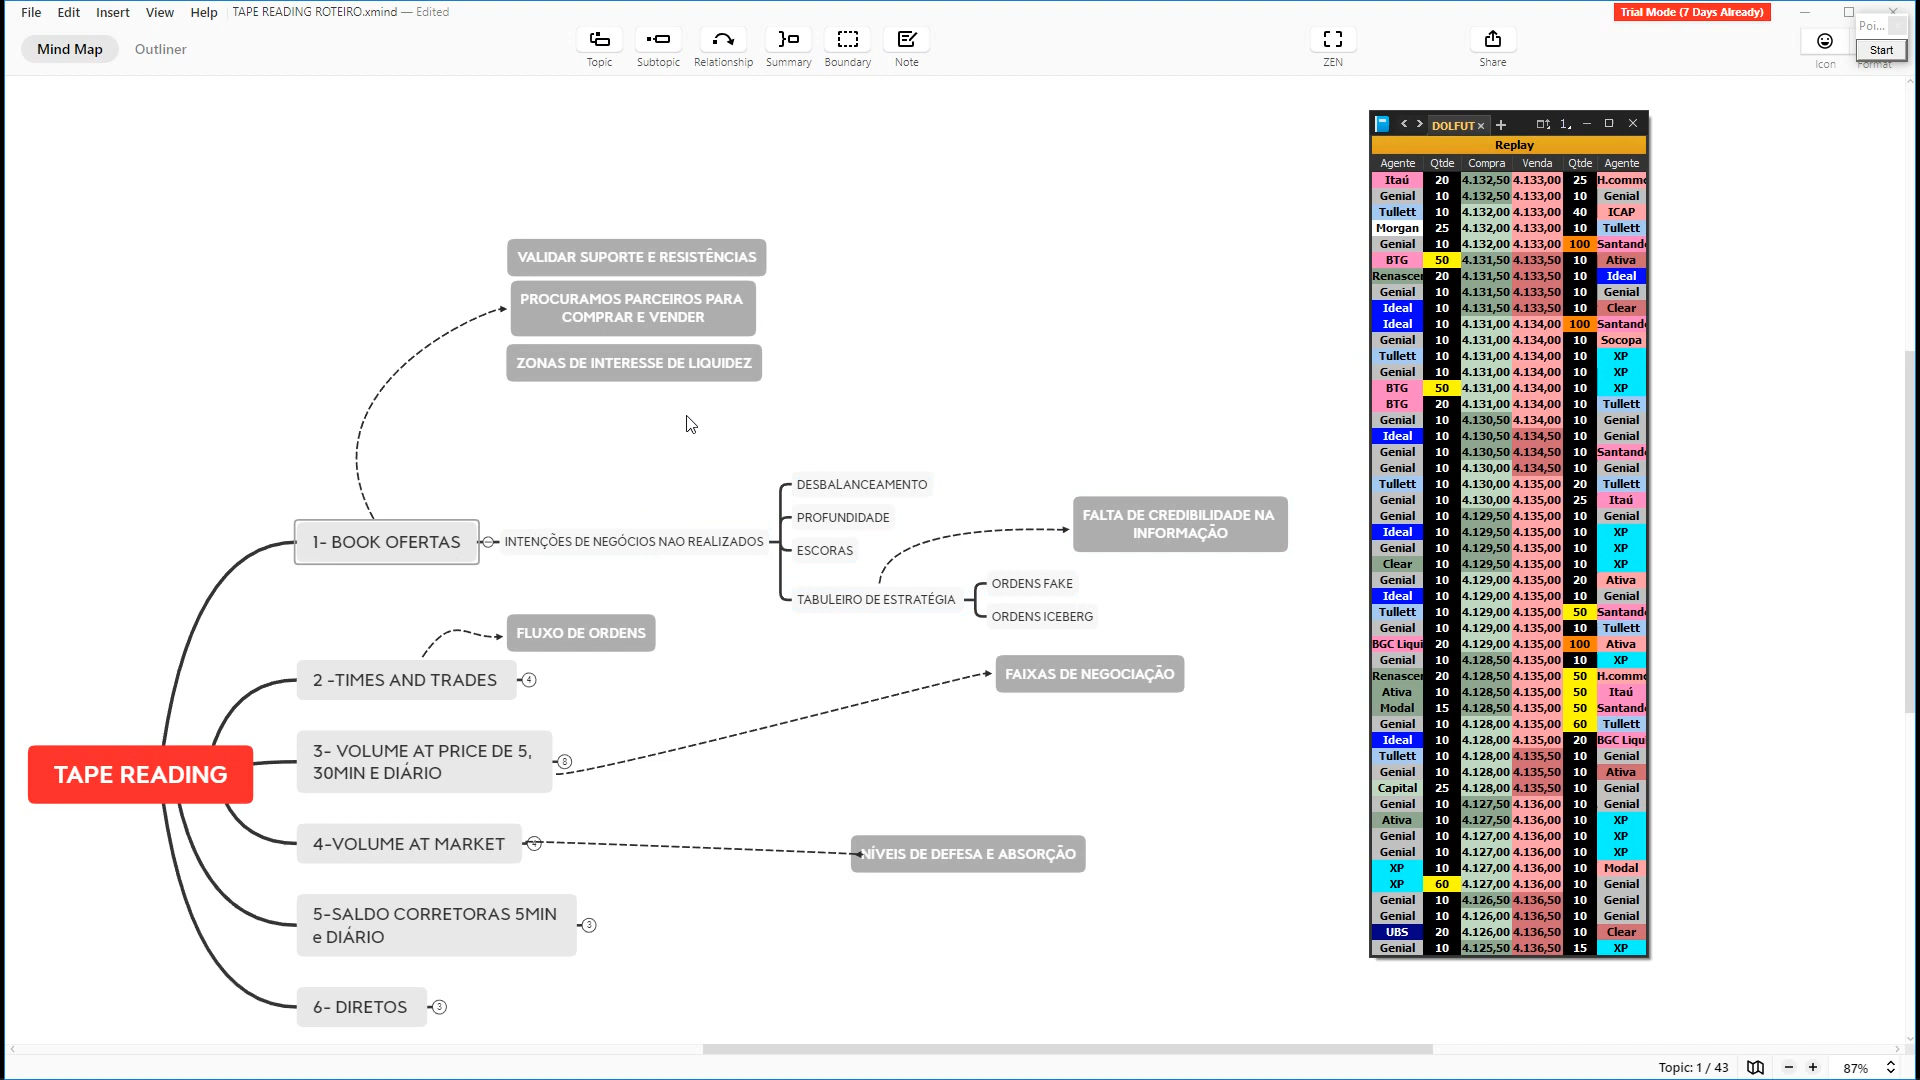 File Edit Insert View Help TAPE READING ROTEIRO.xmind — Edited
Trial Mode (7 Days Already)
Poi...
Start
Mind Map Outliner
Topic Subtopic Relationship Summary Boundary Note ZEN Share Icon Format
VALIDAR SUPORTE E RESISTÊNCIAS
PROCURAMOS PARCEIROS PARA
COMPRAR E VENDER
ZONAS DE INTERESSE DE LIQUIDEZ
1- BOOK OFERTAS
INTENÇÕES DE NEGÓCIOS NAO REALIZADOS
DESBALANCEAMENTO
PROFUNDIDADE
ESCORAS
TABULEIRO DE ESTRATÉGIA
FALTA DE CREDIBILIDADE NA
INFORMAÇÃO
ORDENS FAKE
ORDENS ICEBERG
FLUXO DE ORDENS
2 -TIMES AND TRADES 4
FAIXAS DE NEGOCIAÇÃO
3- VOLUME AT PRICE DE 5,
30MIN E DIÁRIO 8
TAPE READING
4-VOLUME AT MARKET
NÍVEIS DE DEFESA E ABSORÇÃO
5-SALDO CORRETORAS 5MIN
e DIÁRIO 3
6- DIRETOS 3
DOLFUT
Replay
Agente Qtde Compra Venda Qtde Agente
Itaú 20 4.132,50 4.133,00 25 H.comm
Genial 10 4.132,50 4.133,00 10 Genial
Tullett 10 4.132,00 4.133,00 40 ICAP
Morgan 25 4.132,00 4.133,00 10 Tullett
Genial 10 4.132,00 4.133,00 100 Santand
BTG 50 4.131,50 4.133,50 10 Ativa
Renascer 20 4.131,50 4.133,50 10 Ideal
Genial 10 4.131,50 4.133,50 10 Genial
Ideal 10 4.131,50 4.133,50 10 Clear
Ideal 10 4.131,00 4.134,00 100 Santand
Genial 10 4.131,00 4.134,00 10 Socopa
Tullett 10 4.131,00 4.134,00 10 XP
Genial 10 4.131,00 4.134,00 10 XP
BTG 50 4.131,00 4.134,00 10 XP
BTG 20 4.131,00 4.134,00 10 Tullett
Genial 10 4.130,50 4.134,00 10 Genial
Ideal 10 4.130,50 4.134,50 10 Genial
Genial 10 4.130,50 4.134,50 10 Santand
Genial 10 4.130,00 4.134,50 10 Genial
Tullett 10 4.130,00 4.135,00 20 Tullett
Genial 10 4.130,00 4.135,00 25 Itaú
Genial 10 4.129,50 4.135,00 10 Genial
Ideal 10 4.129,50 4.135,00 10 XP
Genial 10 4.129,50 4.135,00 10 XP
Clear 10 4.129,50 4.135,00 10 XP
Genial 10 4.129,00 4.135,00 20 Ativa
Ideal 10 4.129,00 4.135,00 10 Genial
Tullett 10 4.129,00 4.135,00 50 Santand
Genial 10 4.129,00 4.135,00 10 Tullett
BGC Liqui 20 4.129,00 4.135,00 100 Ativa
Genial 10 4.128,50 4.135,00 10 XP
Renascer 20 4.128,50 4.135,00 50 H.comm
Ativa 10 4.128,50 4.135,00 50 Itaú
Modal 15 4.128,50 4.135,00 50 Santand
Genial 10 4.128,00 4.135,00 60 Tullett
Ideal 10 4.128,00 4.135,00 20 BGC Liqu
Tullett 10 4.128,00 4.135,50 10 Genial
Genial 10 4.128,00 4.135,50 10 Ativa
Capital 25 4.128,00 4.135,50 10 Genial
Genial 10 4.127,50 4.136,00 10 Genial
Ativa 10 4.127,50 4.136,00 10 XP
Genial 10 4.127,00 4.136,00 10 XP
Genial 10 4.127,00 4.136,00 10 XP
XP 10 4.127,00 4.136,00 10 Modal
XP 60 4.127,00 4.136,00 10 Genial
Genial 10 4.126,50 4.136,50 10 Genial
Genial 10 4.126,00 4.136,50 10 Genial
UBS 20 4.126,00 4.136,50 10 Clear
Genial 10 4.125,50 4.136,50 15 XP
Topic: 1 / 43 87%